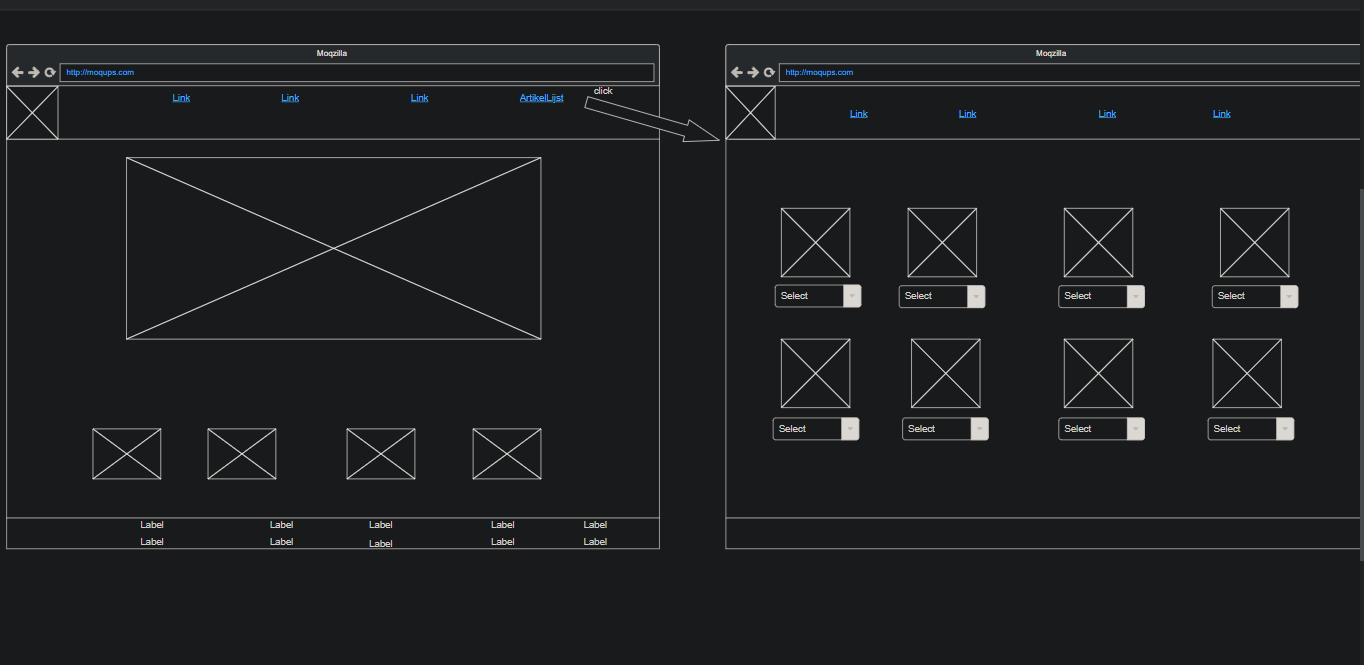 Moqzilla
http://moqups.com
Link Link Link ArtikelLijst click
Label Label Label Label Label
Label Label Label Label Label
Moqzilla
http://moqups.com
Link Link Link Link
Select Select Select Select
Select Select Select Select